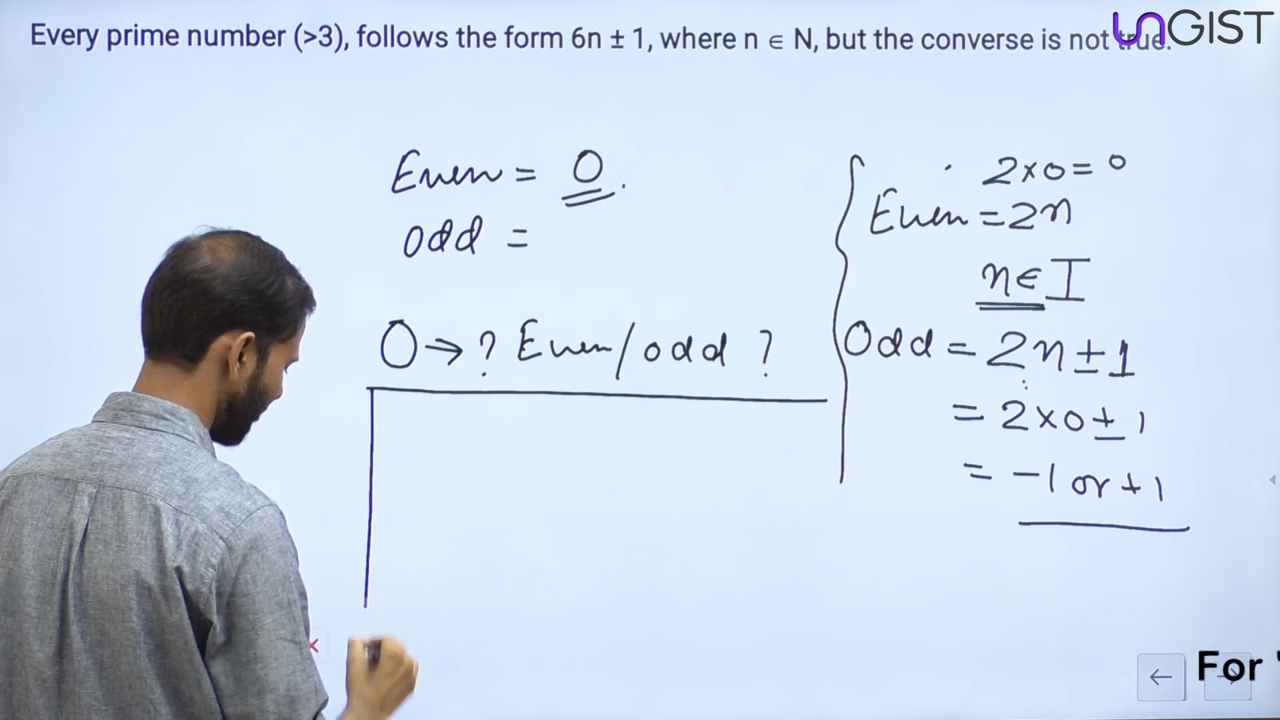 Every prime number (>3), follows the form 6n ± 1, where n ∈ N, but the converse is not true.
UNGIST
Even = 0.
Odd =
0 → ? Even/odd ?
2×0=0
Even = 2n
n∈I
Odd = 2n±1
= 2×0±1
= -1 or +1
×
←
For